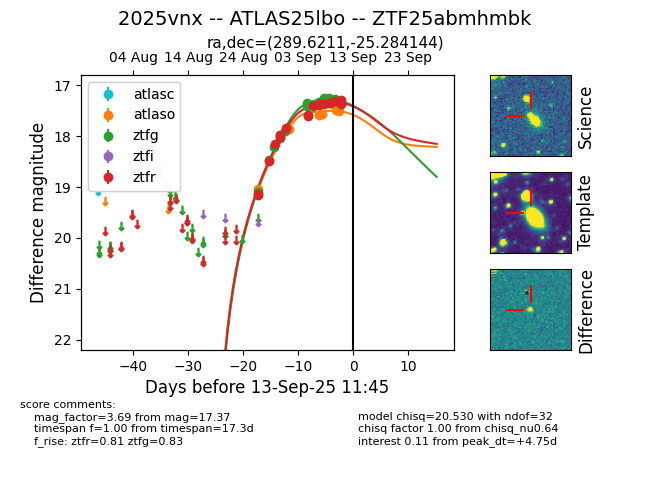 2025vnx -- ATLAS25lbo -- ZTF25abmhmbk
ra,dec=(289.6211,-25.284144)
04 Aug 14 Aug 24 Aug 03 Sep 13 Sep 23 Sep
atlasc
atlaso
ztfg
ztfi
ztfr
17
18
19
20
21
22
Difference magnitude
−40 −30 −20 −10 0 10
Days before 13-Sep-25 11:45
Science
Template
Difference
score comments:
mag_factor=3.69 from mag=17.37
timespan f=1.00 from timespan=17.3d
f_rise: ztfr=0.81 ztfg=0.83
model chisq=20.530 with ndof=32
chisq factor 1.00 from chisq_nu0.64
interest 0.11 from peak_dt=+4.75d